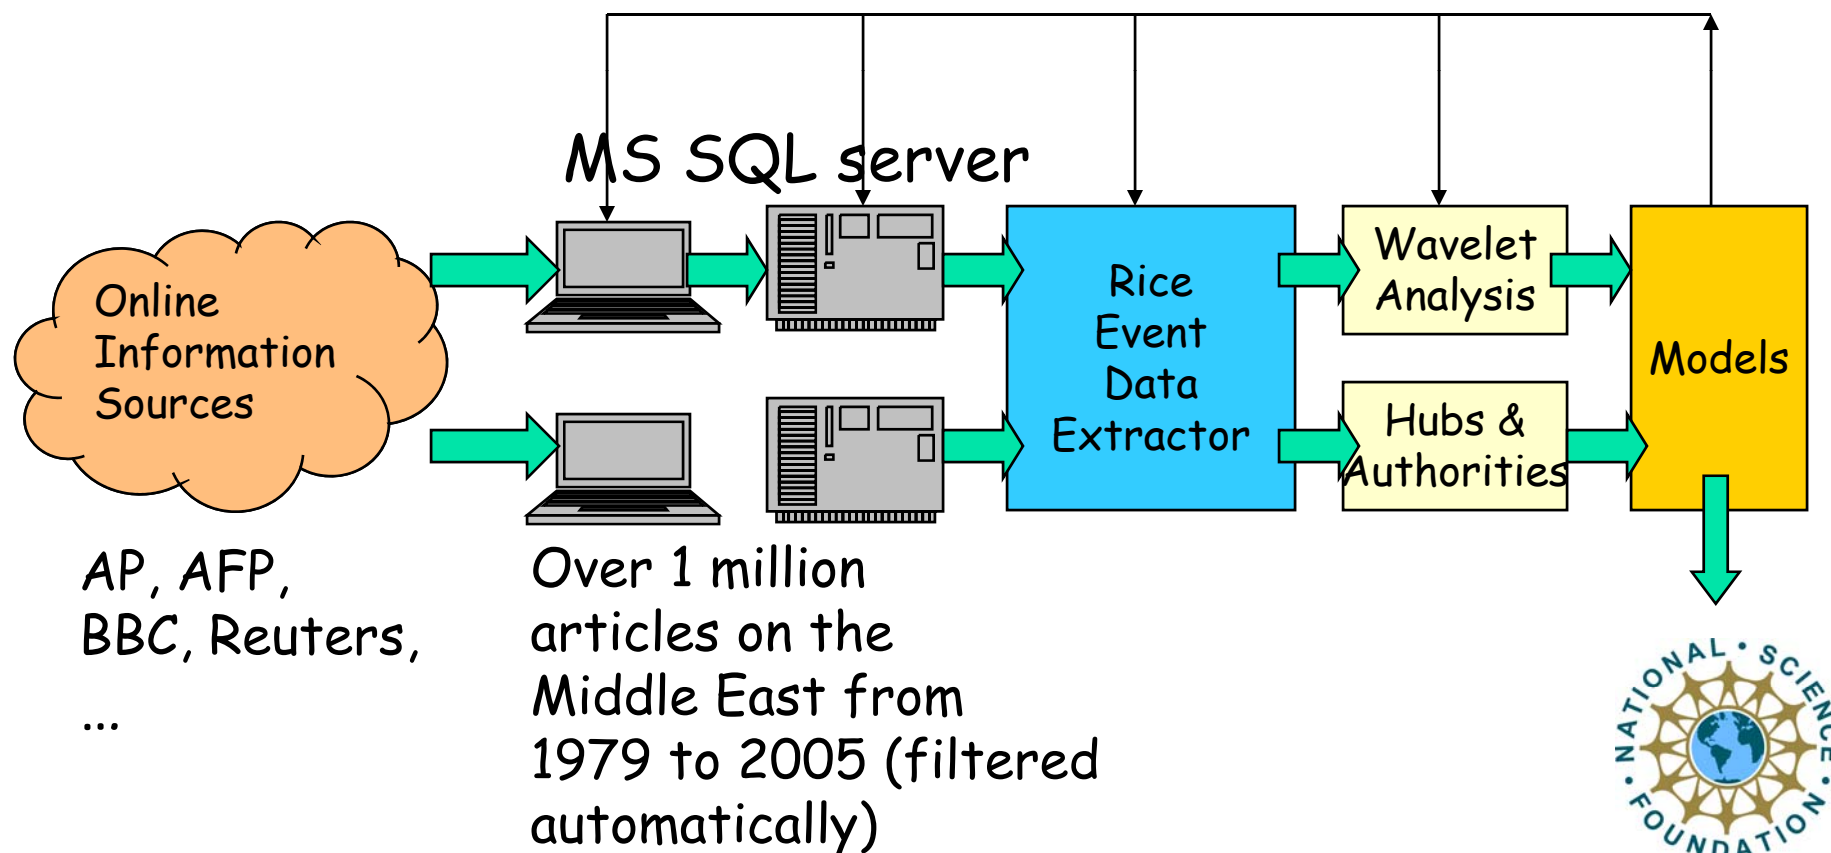 MS SQL server
Online
Information
Sources
Rice
Event
Data
Extractor
Wavelet
Analysis
Hubs &
Authorities
Models
AP, AFP,
BBC, Reuters,
...
Over 1 million
articles on the
Middle East from
1979 to 2005 (filtered
automatically)
NATIONAL • SCIENCE • FOUNDATION •